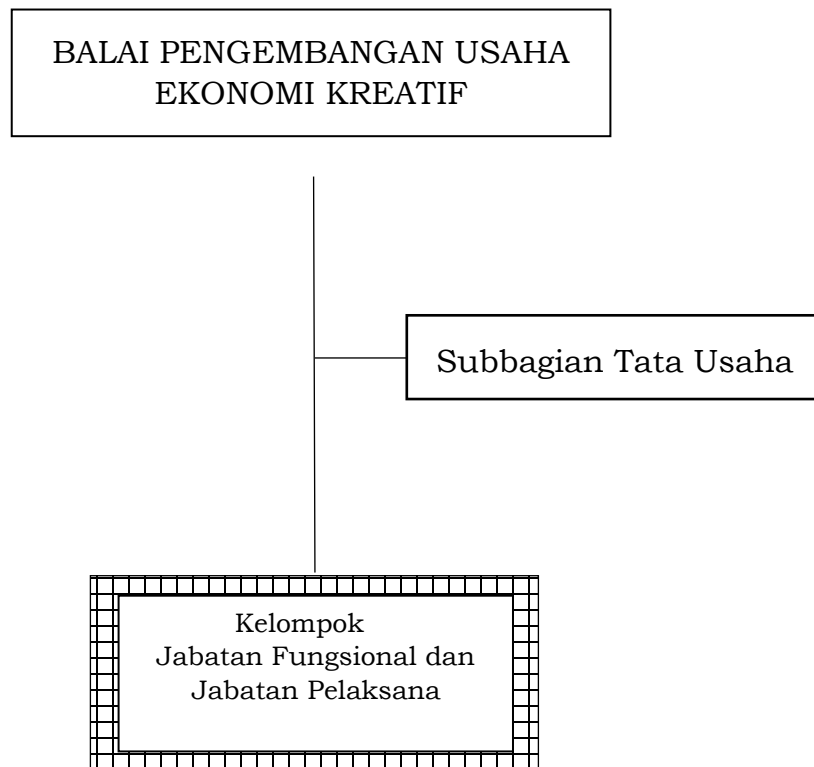 BALAI PENGEMBANGAN USAHA
EKONOMI KREATIF
Subbagian Tata Usaha
Kelompok
Jabatan Fungsional dan
Jabatan Pelaksana